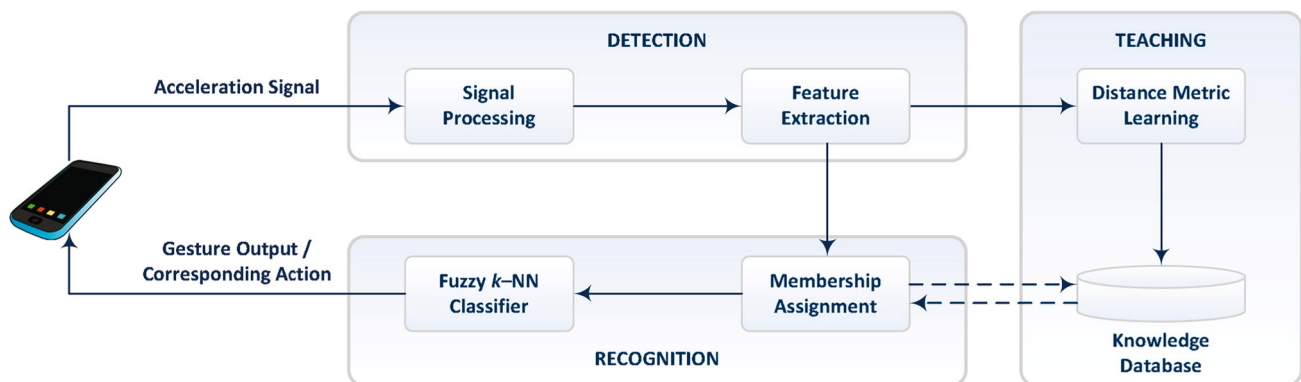 DETECTION
TEACHING
Acceleration Signal
Signal
Processing
Feature
Extraction
Distance Metric
Learning
Gesture Output /
Corresponding Action
Fuzzy k–NN
Classifier
Membership
Assignment
RECOGNITION
Knowledge
Database